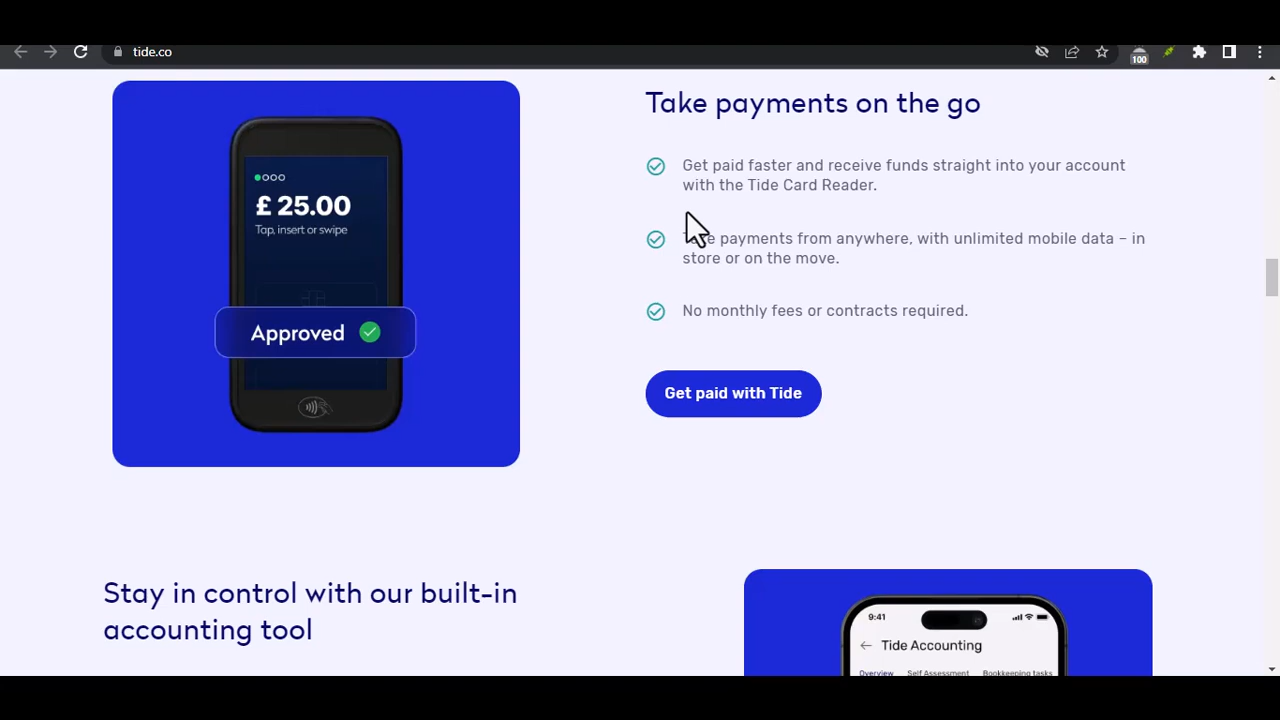 tide.co
100
Take payments on the go
£ 25.00
Tap, insert or swipe
Approved
Get paid faster and receive funds straight into your account
with the Tide Card Reader.
payments from anywhere, with unlimited mobile data – in
store or on the move.
No monthly fees or contracts required.
Get paid with Tide
Stay in control with our built-in
accounting tool
9:41
Tide Accounting
Overview Self Assessment Bookkeeping tasks